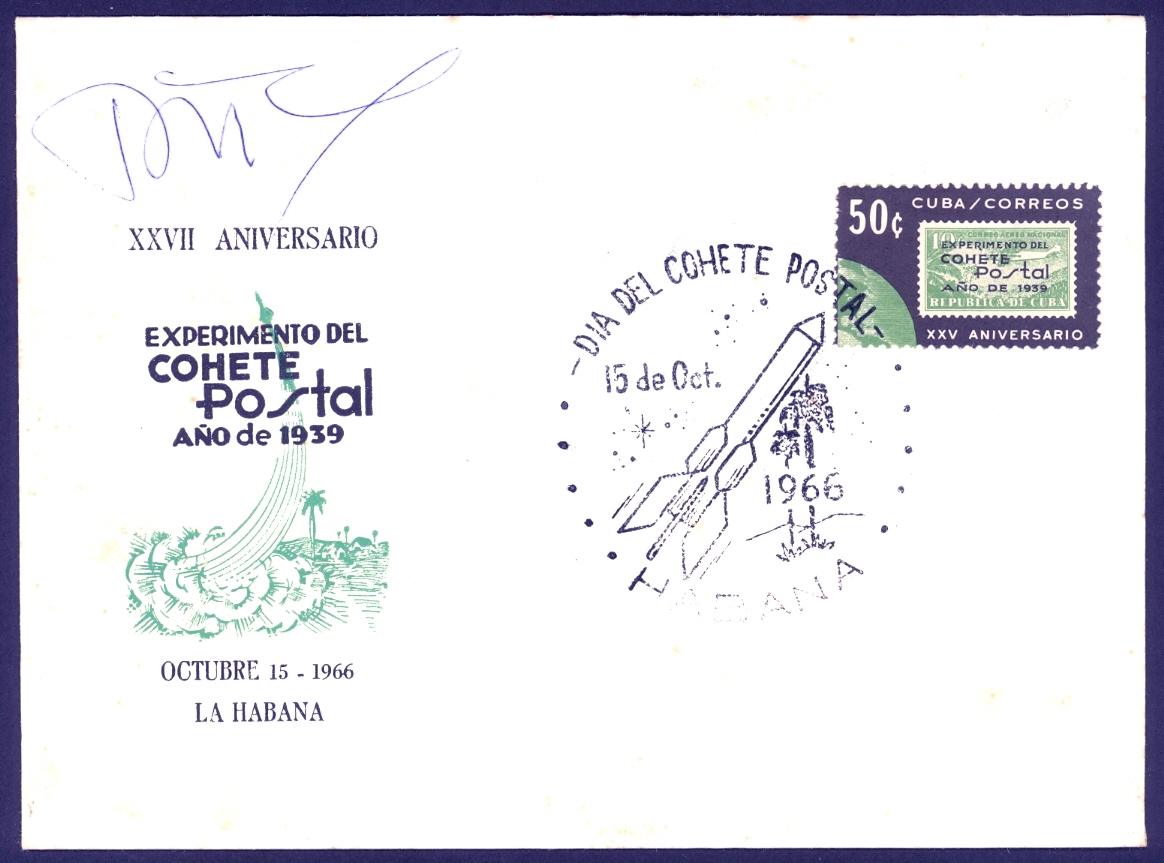 XXVII ANIVERSARIO
EXPERIMENTO DEL
COHETE
Postal
AÑO de 1939
OCTUBRE 15 - 1966
LA HABANA
-DIA DEL COHETE POSTAL-
15 de Oct.
1966
HABANA
50¢
CUBA/CORREOS
10
CORREO AEREO NACIONAL
EXPERIMENTO DEL
COHETE
Postal
AÑO DE 1939
REPUBLICA DE CUBA
XXV ANIVERSARIO